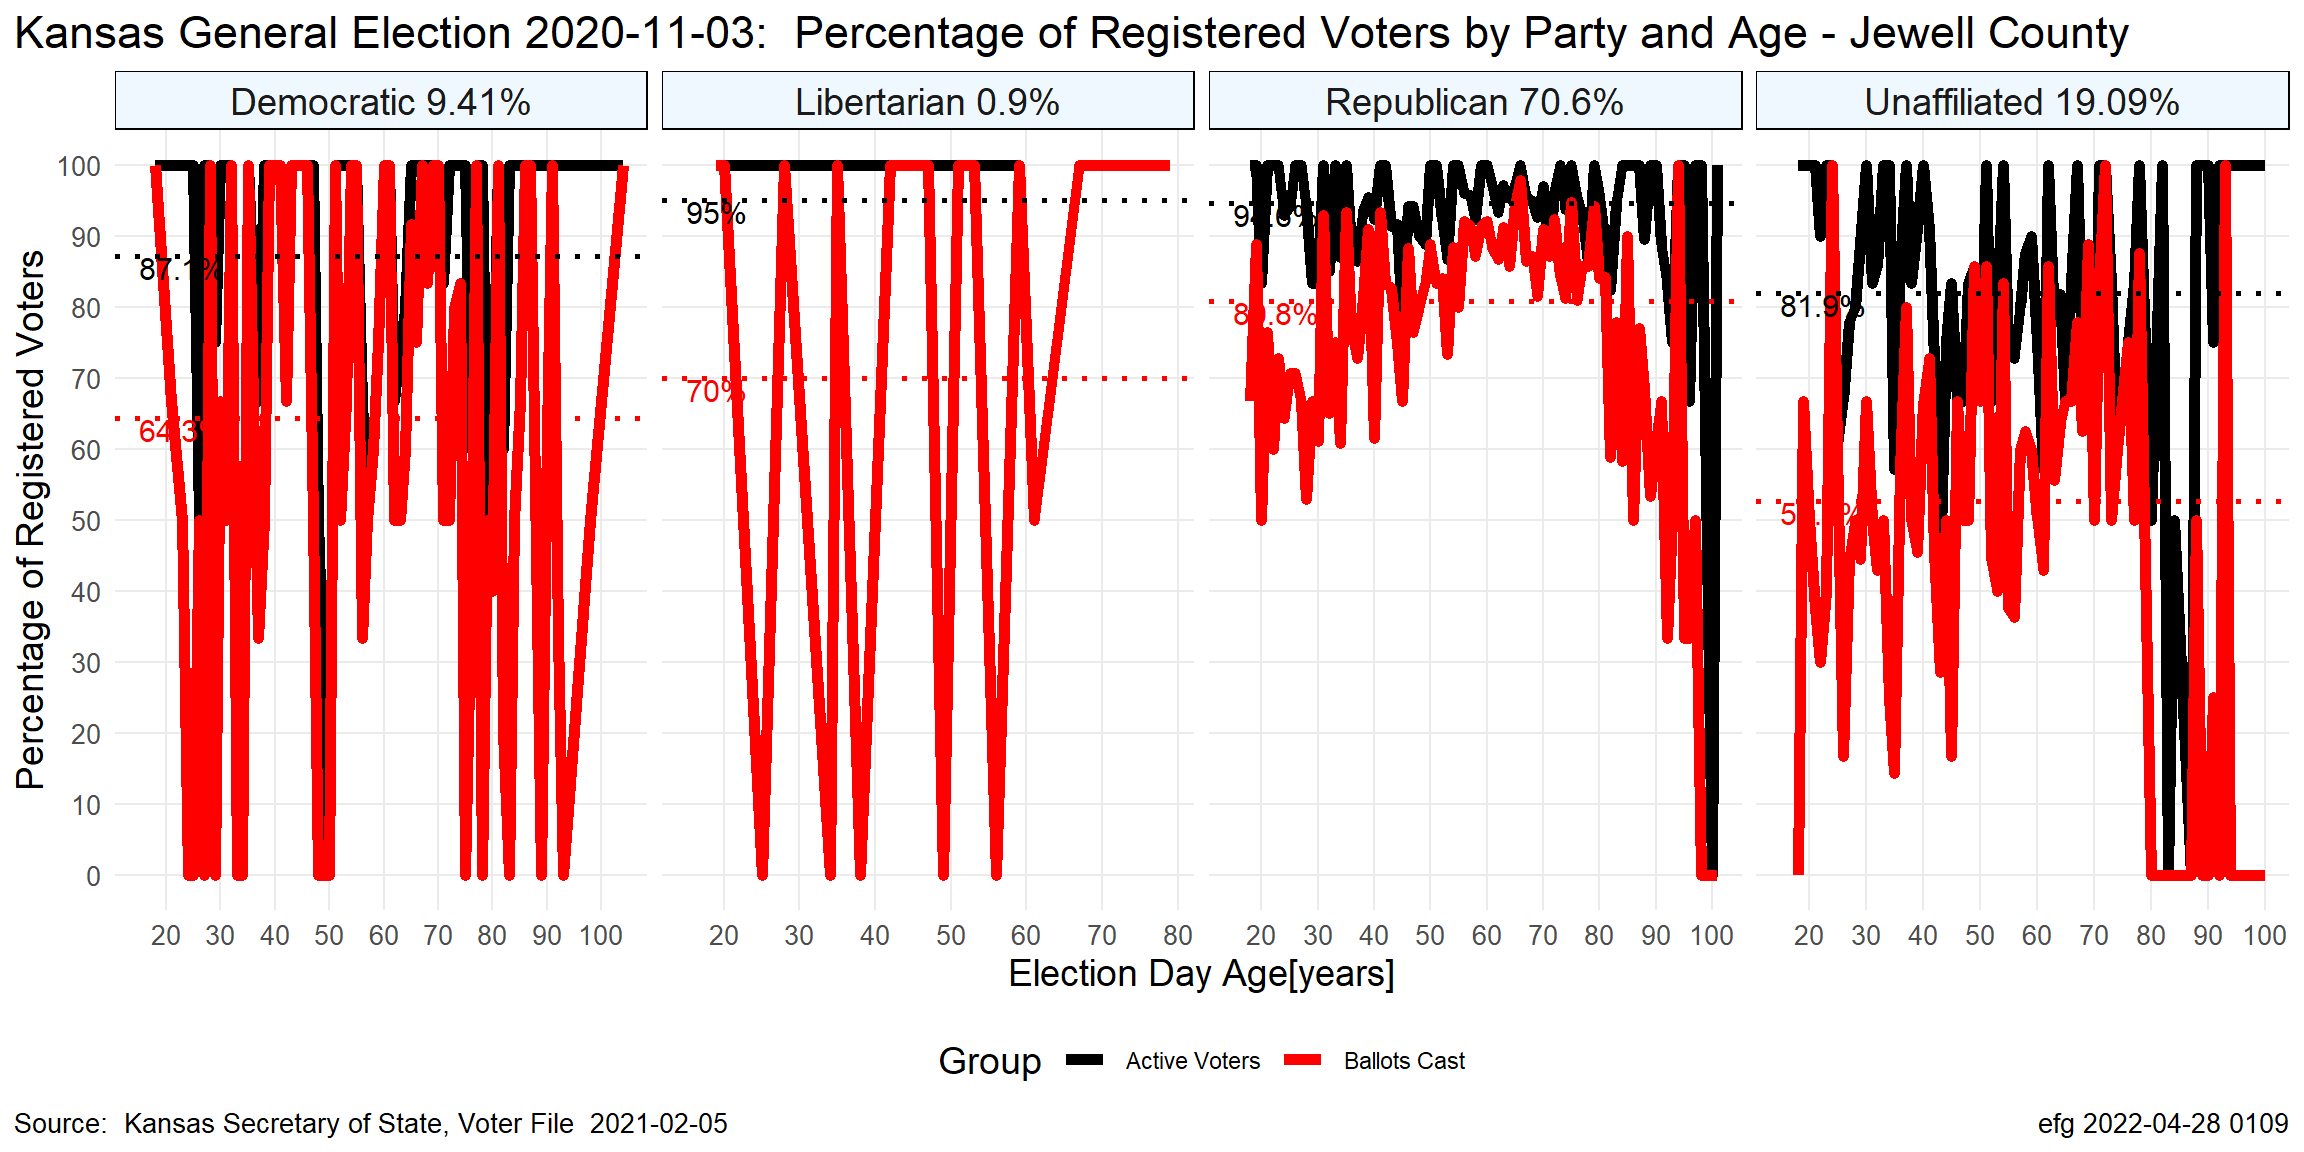 Kansas General Election 2020-11-03:  Percentage of Registered Voters by Party and Age - Jewell County
Democratic 9.41%
Libertarian 0.9%
Republican 70.6%
Unaffiliated 19.09%
Percentage of Registered Voters
100
90
80
70
60
50
40
30
20
10
0
87.1%
95%
70%
81.9%
20 30 40 50 60 70 80 90 100
20 30 40 50 60 70 80
20 30 40 50 60 70 80 90 100
20 30 40 50 60 70 80 90 100
Election Day Age[years]
Group Active Voters Ballots Cast
Source:  Kansas Secretary of State, Voter File  2021-02-05
efg 2022-04-28 0109